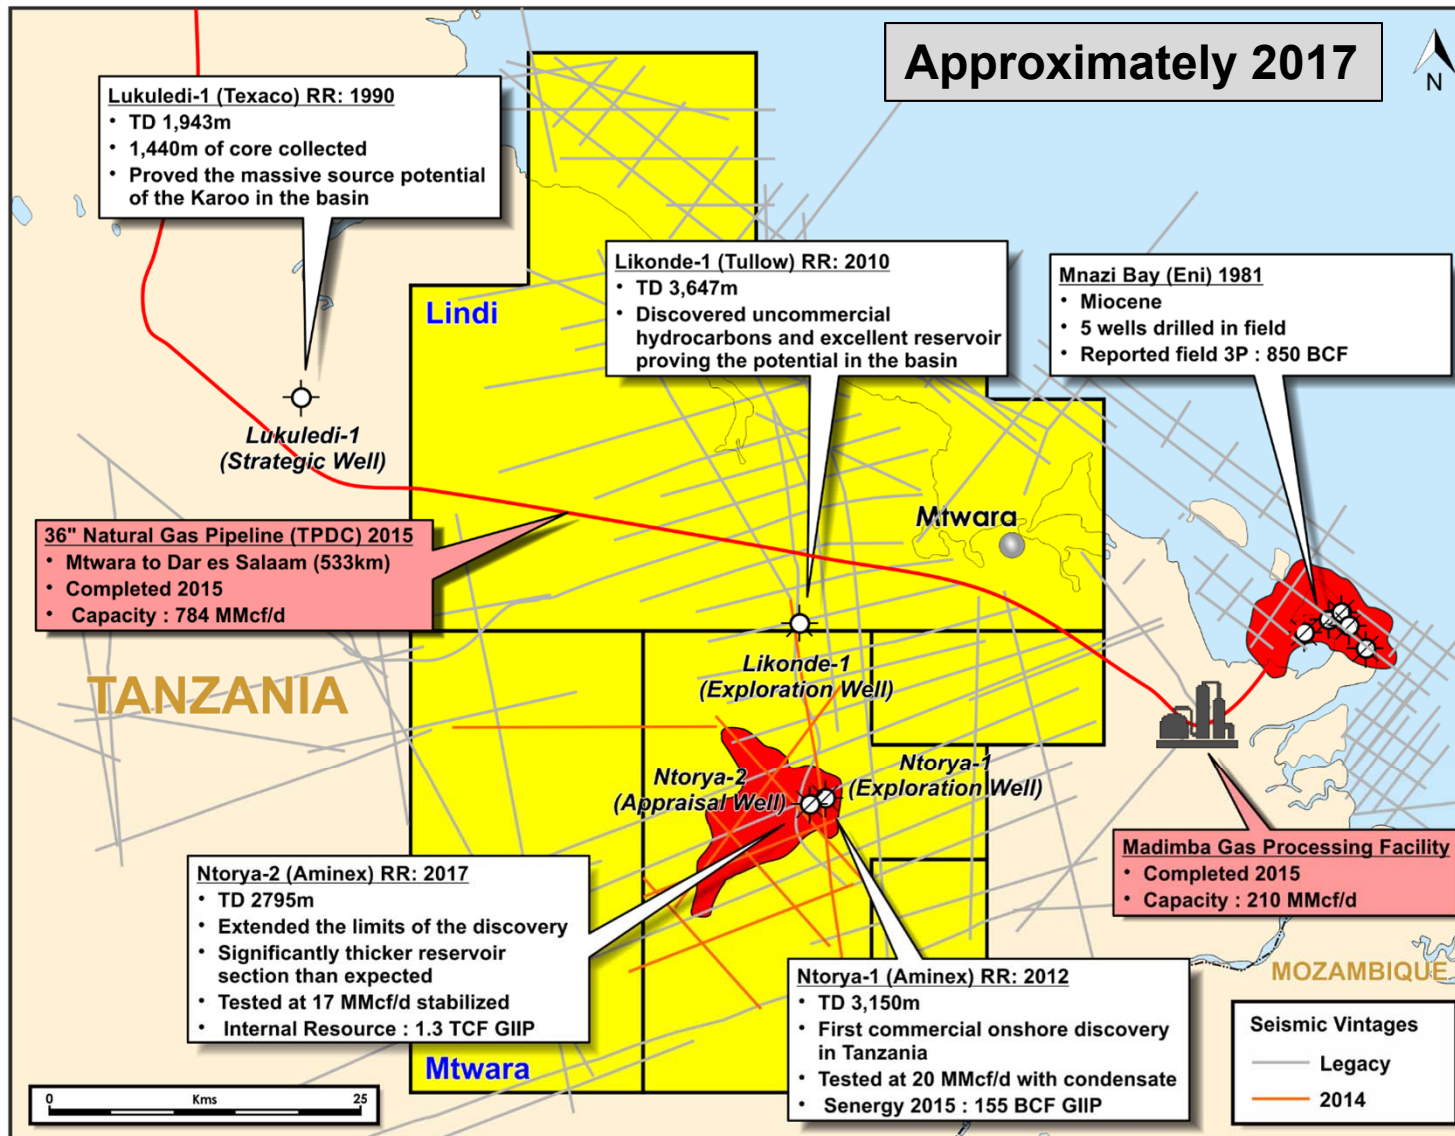 Approximately 2017
N
Lukuledi-1 (Texaco) RR: 1990
• TD 1,943m
• 1,440m of core collected
• Proved the massive source potential
of the Karoo in the basin
Likonde-1 (Tullow) RR: 2010
• TD 3,647m
• Discovered uncommercial
hydrocarbons and excellent reservoir
proving the potential in the basin
Mnazi Bay (Eni) 1981
• Miocene
• 5 wells drilled in field
• Reported field 3P : 850 BCF
Lindi
Lukuledi-1
(Strategic Well)
Mtwara
36" Natural Gas Pipeline (TPDC) 2015
• Mtwara to Dar es Salaam (533km)
• Completed 2015
• Capacity : 784 MMcf/d
TANZANIA
Likonde-1
(Exploration Well)
Ntorya-2
(Appraisal Well)
Ntorya-1
(Exploration Well)
Madimba Gas Processing Facility
• Completed 2015
• Capacity : 210 MMcf/d
Ntorya-2 (Aminex) RR: 2017
• TD 2795m
• Extended the limits of the discovery
• Significantly thicker reservoir
section than expected
• Tested at 17 MMcf/d stabilized
• Internal Resource : 1.3 TCF GIIP
Ntorya-1 (Aminex) RR: 2012
• TD 3,150m
• First commercial onshore discovery
in Tanzania
• Tested at 20 MMcf/d with condensate
• Senergy 2015 : 155 BCF GIIP
MOZAMBIQUE
Mtwara
Seismic Vintages
Legacy
2014
0 Kms 25